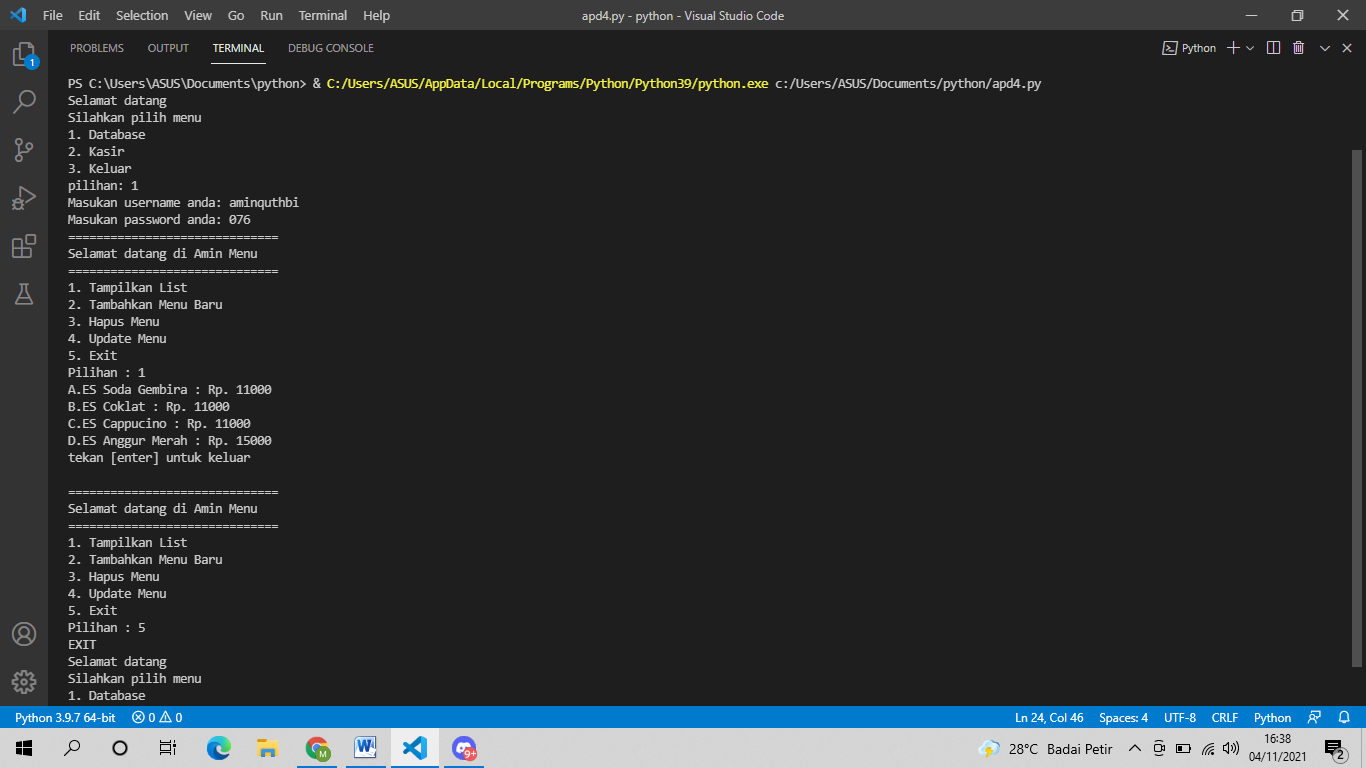 File Edit Selection View Go Run Terminal Help apd4.py - python - Visual Studio Code
PROBLEMS OUTPUT TERMINAL DEBUG CONSOLE Python
1
PS C:\Users\ASUS\Documents\python> & C:/Users/ASUS/AppData/Local/Programs/Python/Python39/python.exe c:/Users/ASUS/Documents/python/apd4.py
Selamat datang
Silahkan pilih menu
1. Database
2. Kasir
3. Keluar
pilihan: 1
Masukan username anda: aminquthbi
Masukan password anda: 076
==============================
Selamat datang di Amin Menu
==============================
1. Tampilkan List
2. Tambahkan Menu Baru
3. Hapus Menu
4. Update Menu
5. Exit
Pilihan : 1
A.ES Soda Gembira : Rp. 11000
B.ES Coklat : Rp. 11000
C.ES Cappucino : Rp. 11000
D.ES Anggur Merah : Rp. 15000
tekan [enter] untuk keluar
==============================
Selamat datang di Amin Menu
==============================
1. Tampilkan List
2. Tambahkan Menu Baru
3. Hapus Menu
4. Update Menu
5. Exit
Pilihan : 5
EXIT
Selamat datang
Silahkan pilih menu
1. Database
Python 3.9.7 64-bit 0 0 Ln 24, Col 46 Spaces: 4 UTF-8 CRLF Python
9+ 28°C Badai Petir 16:38
04/11/2021 2